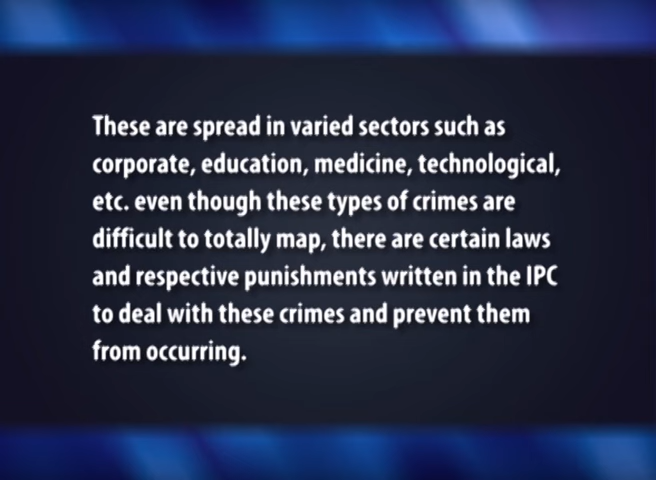 These are spread in varied sectors such as
corporate, education, medicine, technological,
etc. even though these types of crimes are
difficult to totally map, there are certain laws
and respective punishments written in the IPC
to deal with these crimes and prevent them
from occurring.